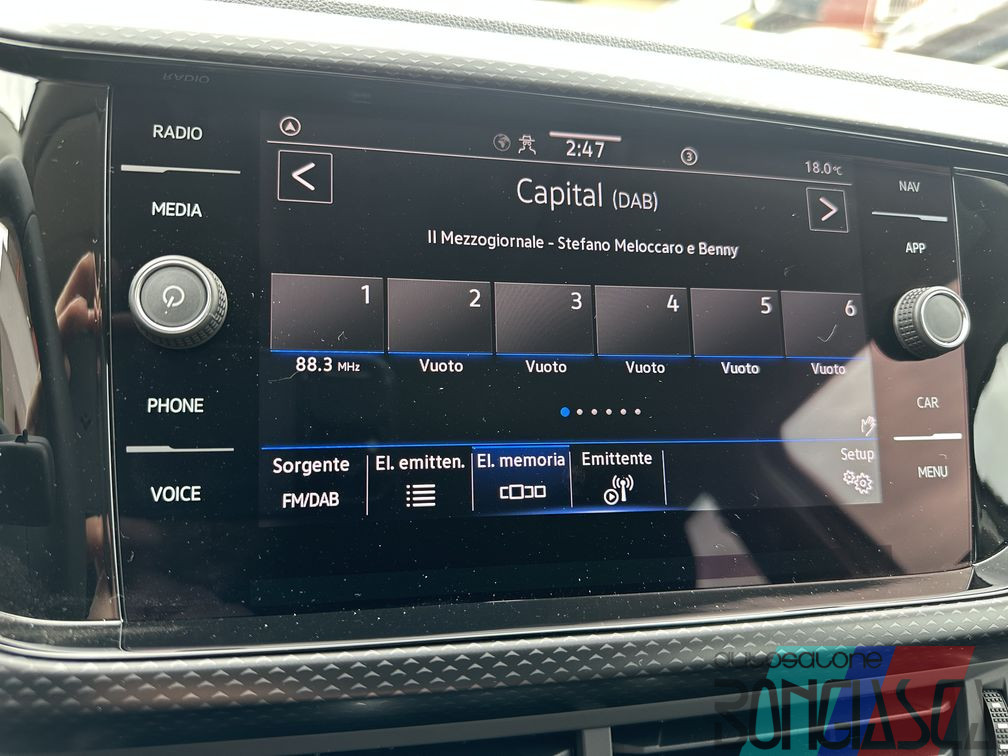 RADIO
MEDIA
PHONE
VOICE
2:47
3
18.0°C
Capital (DAB)
Il Mezzogiornale - Stefano Meloccaro e Benny
1 2 3 4 5 6
88.3 MHz Vuoto Vuoto Vuoto Vuoto Vuoto
Sorgente El. emitten. El. memoria Emittente Setup
FM/DAB
NAV
APP
CAR
MENU
autosalone